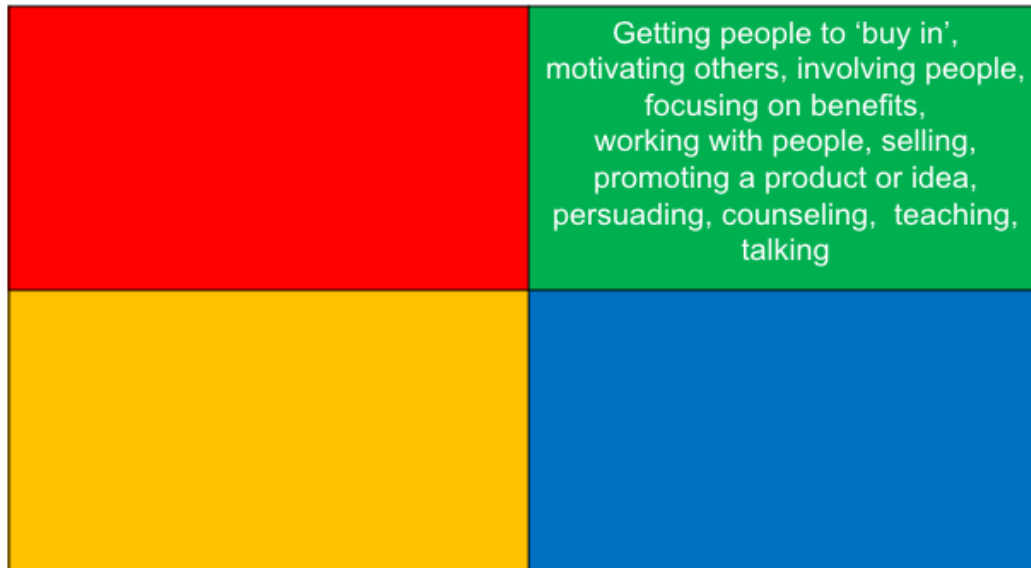 Getting people to ‘buy in’,
motivating others, involving people,
focusing on benefits,
working with people, selling,
promoting a product or idea,
persuading, counseling,  teaching,
talking